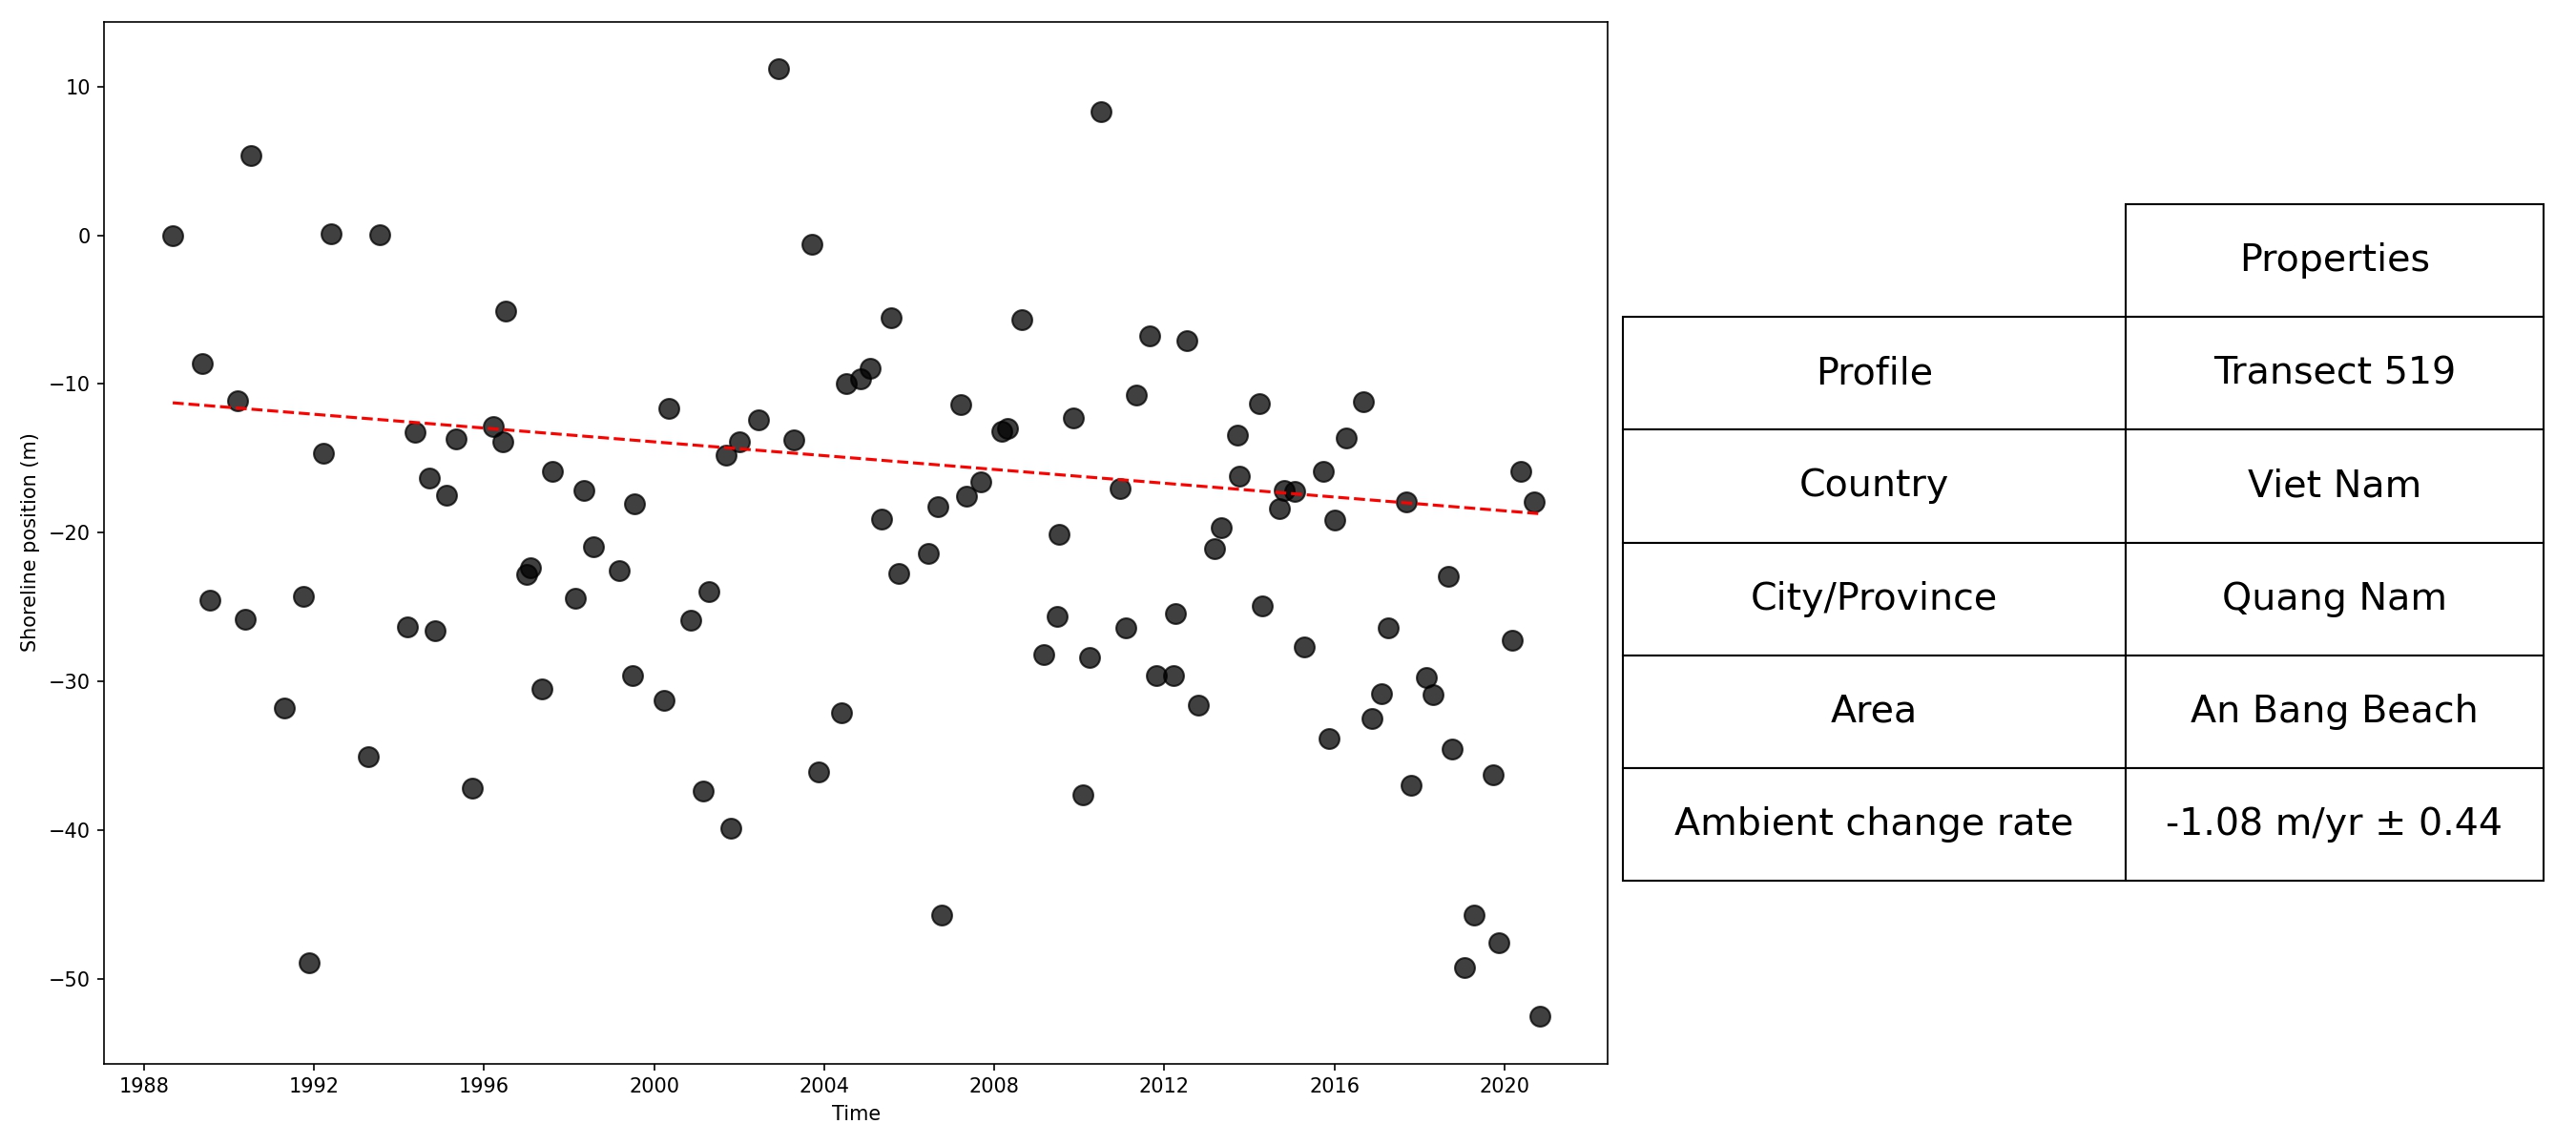 Shoreline position (m)
10
0
−10
−20
−30
−40
−50
1988 1992 1996 2000 2004 2008 2012 2016 2020
Time
Properties
Profile Transect 519
Country Viet Nam
City/Province Quang Nam
Area An Bang Beach
Ambient change rate -1.08 m/yr ± 0.44